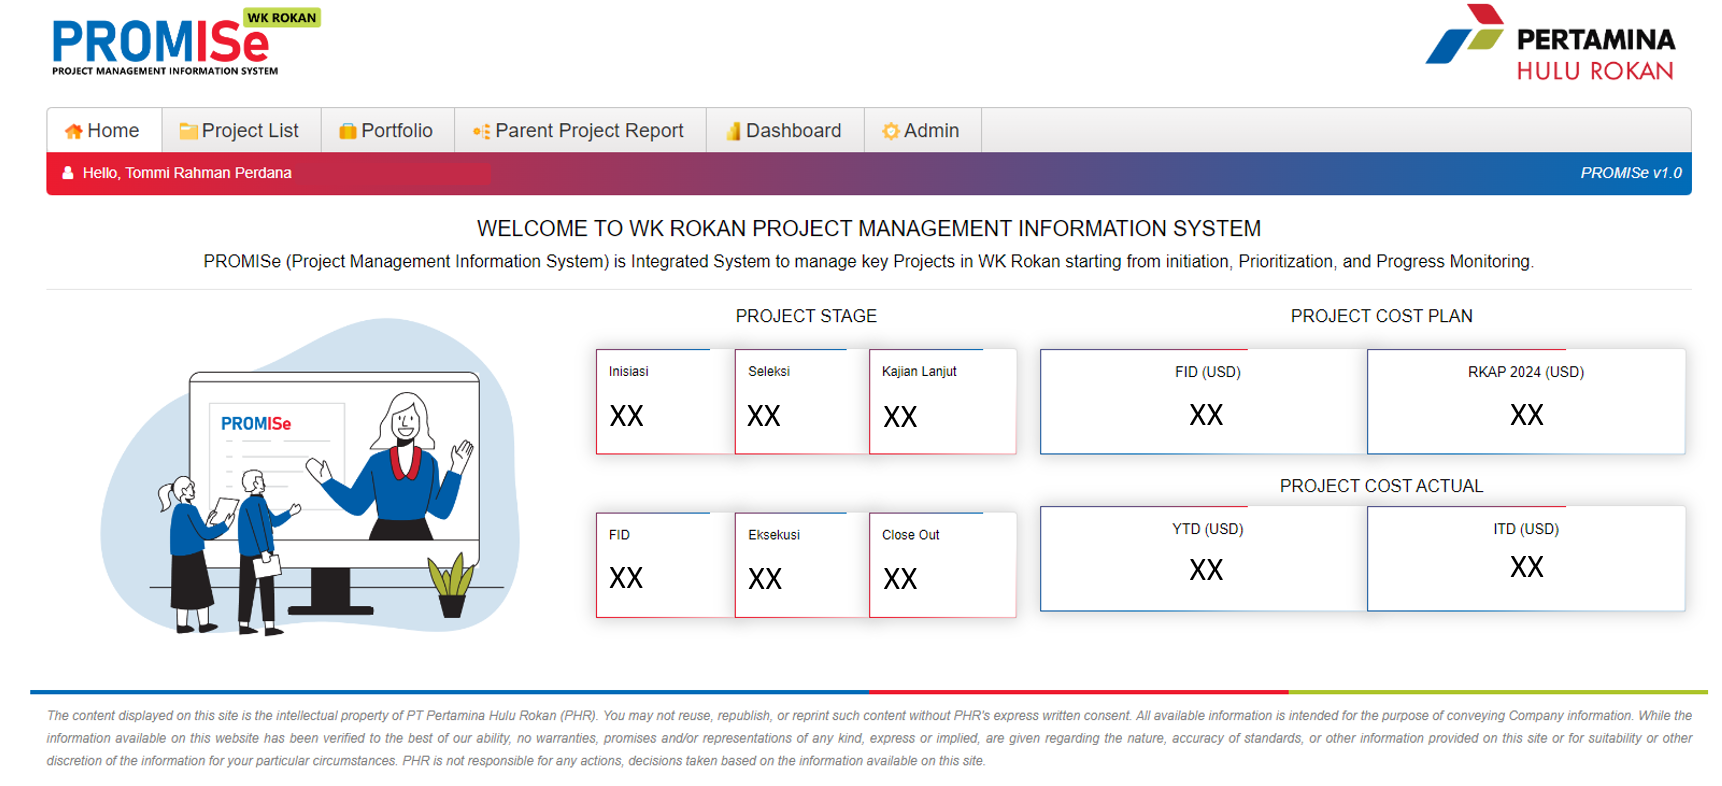 WK ROKAN
PROMISe
PROJECT MANAGEMENT INFORMATION SYSTEM
PERTAMINA
HULU ROKAN
Home
Project List
Portfolio
Parent Project Report
Dashboard
Admin
Hello, Tommi Rahman Perdana
PROMISe v1.0
WELCOME TO WK ROKAN PROJECT MANAGEMENT INFORMATION SYSTEM
PROMISe (Project Management Information System) is Integrated System to manage key Projects in WK Rokan starting from initiation, Prioritization, and Progress Monitoring.
PROMISe
PROJECT STAGE
Inisiasi
XX
Seleksi
XX
Kajian Lanjut
XX
FID
XX
Eksekusi
XX
Close Out
XX
PROJECT COST PLAN
FID (USD)
XX
RKAP 2024 (USD)
XX
PROJECT COST ACTUAL
YTD (USD)
XX
ITD (USD)
XX
The content displayed on this site is the intellectual property of PT Pertamina Hulu Rokan (PHR). You may not reuse, republish, or reprint such content without PHR's express written consent. All available information is intended for the purpose of conveying Company information. While the
information available on this website has been verified to the best of our ability, no warranties, promises and/or representations of any kind, express or implied, are given regarding the nature, accuracy of standards, or other information provided on this site or for suitability or other
discretion of the information for your particular circumstances. PHR is not responsible for any actions, decisions taken based on the information available on this site.